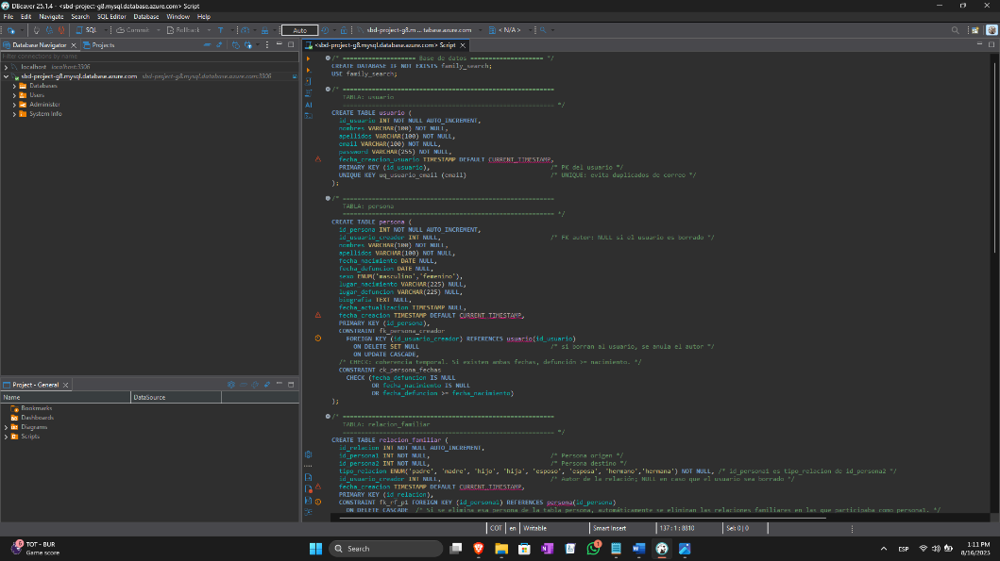 DBeaver 25.1.4 - <sbd-project-g8.mysql.database.azure.com> Script
File Edit Navigate Search SQL Editor Database Window Help
SQL Commit Rollback T Auto sbd-project-g8.m ... tabase.azure.com < N/A >
Database Navigator Projects
Filter connections by name
localhost localhost:3306
sbd-project-g8.mysql.database.azure.com sbd-project-g8.mysql.database.azure.com:3306
Databases
Users
Administer
System Info
Project - General
Name DataSource
Bookmarks
Dashboards
Diagrams
Scripts
<sbd-project-g8.mysql.database.azure.com> Script
/* ==================== Base de datos ==================== */
CREATE DATABASE IF NOT EXISTS family_search;
USE family_search;
/* ==========================================================
TABLA: usuario
========================================================== */
CREATE TABLE usuario (
id_usuario INT NOT NULL AUTO_INCREMENT,
nombres VARCHAR(100) NOT NULL,
apellidos VARCHAR(100) NOT NULL,
email VARCHAR(100) NOT NULL,
password VARCHAR(255) NOT NULL,
fecha_creacion_usuario TIMESTAMP DEFAULT CURRENT_TIMESTAMP,
PRIMARY KEY (id_usuario), /* PK del usuario */
UNIQUE KEY uq_usuario_email (email) /* UNIQUE: evita duplicados de correo */
);
/* ==========================================================
TABLA: persona
========================================================== */
CREATE TABLE persona (
id_persona INT NOT NULL AUTO_INCREMENT,
id_usuario_creador INT NULL, /* FK autor: NULL si el usuario es borrado */
nombres VARCHAR(100) NOT NULL,
apellidos VARCHAR(100) NOT NULL,
fecha_nacimiento DATE NULL,
fecha_defuncion DATE NULL,
sexo ENUM('masculino','femenino'),
lugar_nacimiento VARCHAR(225) NULL,
lugar_defuncion VARCHAR(225) NULL,
biografia TEXT NULL,
fecha_actualizacion TIMESTAMP NULL,
fecha_creacion TIMESTAMP DEFAULT CURRENT_TIMESTAMP,
PRIMARY KEY (id_persona),
CONSTRAINT fk_persona_creador
FOREIGN KEY (id_usuario_creador) REFERENCES usuario(id_usuario)
ON DELETE SET NULL /* si borran al usuario, se anula el autor */
ON UPDATE CASCADE,
/* CHECK: coherencia temporal. Si existen ambas fechas, defunción >= nacimiento. */
CONSTRAINT ck_persona_fechas
CHECK (fecha_defuncion IS NULL
OR fecha_nacimiento IS NULL
OR fecha_defuncion >= fecha_nacimiento)
);
/* ==========================================================
TABLA: relacion_familiar
========================================================== */
CREATE TABLE relacion_familiar (
id_relacion INT NOT NULL AUTO_INCREMENT,
id_persona1 INT NOT NULL, /* Persona origen */
id_persona2 INT NOT NULL, /* Persona destino */
tipo_relacion ENUM('padre', 'madre', 'hijo', 'hija', 'esposo', 'esposa', 'hermano','hermana') NOT NULL, /* id_persona1 es tipo_relacion de id_persona2 */
id_usuario_creador INT NULL, /* Autor de la relación; NULL en caso que el usuario sea borrado */
fecha_creacion TIMESTAMP DEFAULT CURRENT_TIMESTAMP,
PRIMARY KEY (id_relacion),
CONSTRAINT fk_rf_p1 FOREIGN KEY (id_persona1) REFERENCES persona(id_persona)
ON DELETE CASCADE /* Si se elimina esa persona de la tabla persona, automáticamente se eliminan las relaciones familiares en las que participaba como persona1. */
COT en Writable Smart Insert 137 : 1 : 8810 Sel: 0 | 0
TOT - BUR
Game score
Search
1
ESP
1:11 PM
8/16/2025